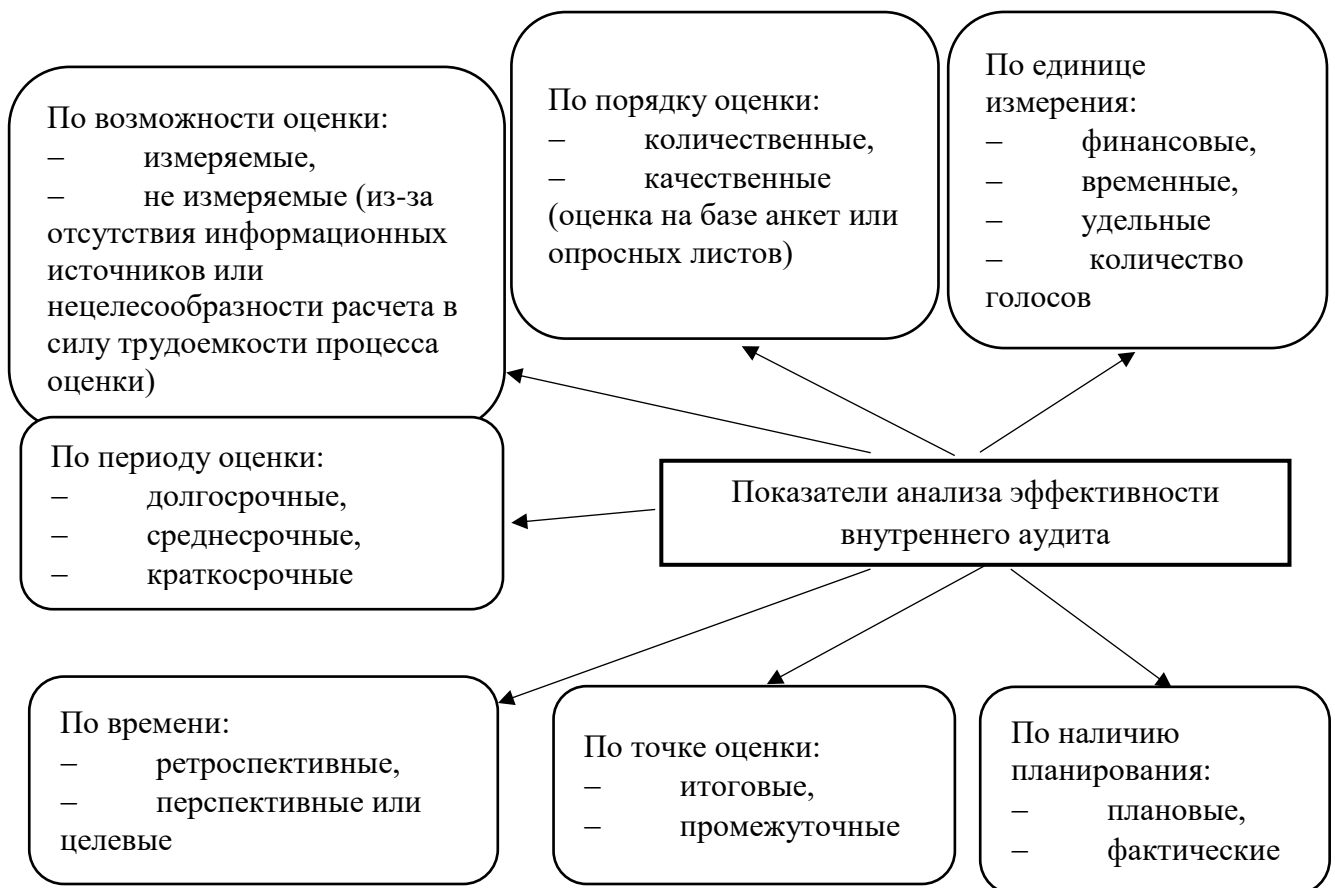 По возможности оценки:
– измеряемые,
– не измеряемые (из-за
отсутствия информационных
источников или
нецелесообразности расчета в
силу трудоемкости процесса
оценки)
По порядку оценки:
– количественные,
– качественные
(оценка на базе анкет или
опросных листов)
По единице
измерения:
– финансовые,
– временные,
– удельные
– количество
голосов
По периоду оценки:
– долгосрочные,
– среднесрочные,
– краткосрочные
Показатели анализа эффективности
внутреннего аудита
По времени:
– ретроспективные,
– перспективные или
целевые
По точке оценки:
– итоговые,
– промежуточные
По наличию
планирования:
– плановые,
– фактические